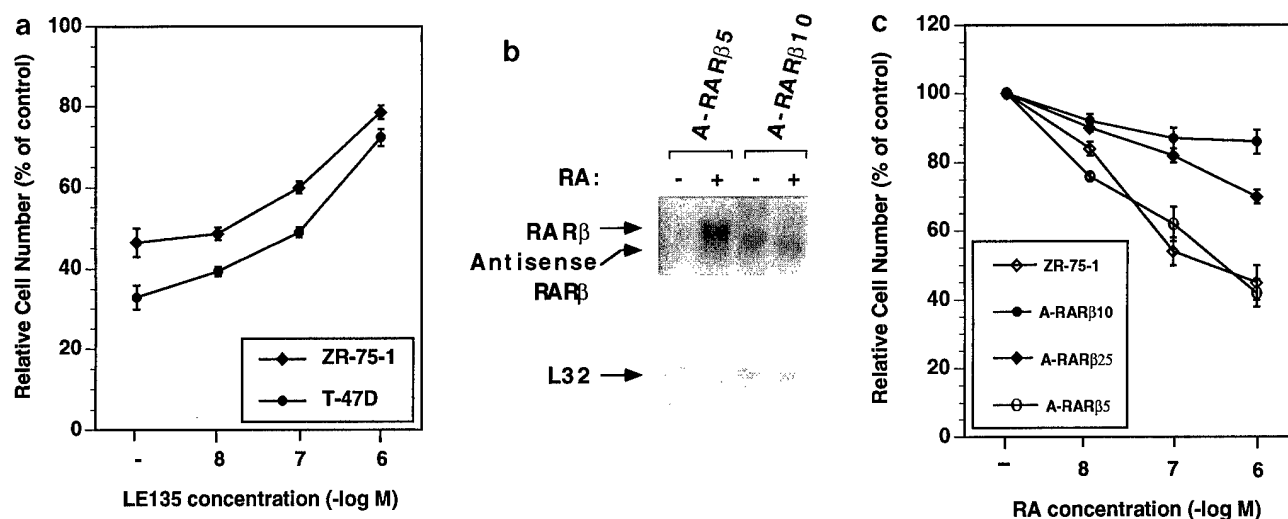 a
Relative Cell Number (% of control)
100
80
60
40
20
0
-
8
7
6
LE135 concentration (-log M)
ZR-75-1
T-47D
b
A-RARβ5
A-RARβ10
RA:
-
+
-
+
RARβ
Antisense
RARβ
L32
c
Relative Cell Number (% of control)
120
100
80
60
40
20
0
–
8
7
6
RA concentration (-log M)
ZR-75-1
A-RARβ10
A-RARβ25
A-RARβ5